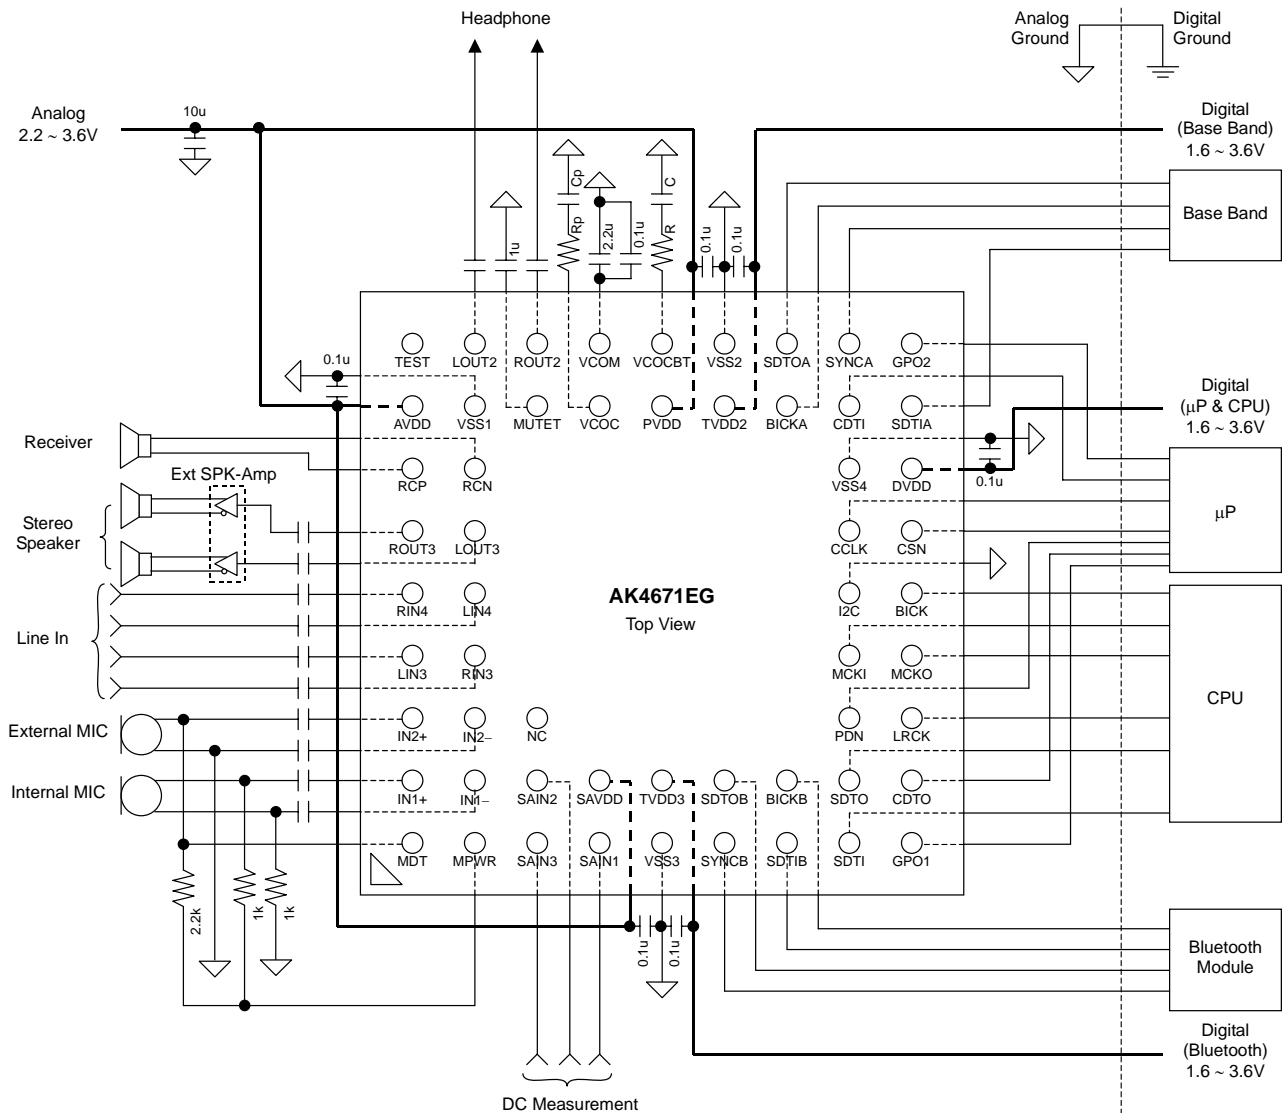 Headphone
Analog
Ground
Digital
Ground
Analog
2.2 ~ 3.6V
10u
Digital
(Base Band)
1.6 ~ 3.6V
Cp
C
Rp
2.2u
0.1u
R
1u
0.1u
0.1u
Base Band
TEST
LOUT2
ROUT2
VCOM
VCOCBT
VSS2
SDTOA
SYNCA
GPO2
0.1u
Digital
(μP & CPU)
1.6 ~ 3.6V
AVDD
VSS1
MUTET
VCOC
PVDD
TVDD2
BICKA
CDTI
SDTIA
Receiver
Ext SPK-Amp
RCP
RCN
VSS4
DVDD
0.1u
μP
Stereo
Speaker
ROUT3
LOUT3
CCLK
CSN
AK4671EG
Top View
RIN4
LIN4
I2C
BICK
Line In
LIN3
RIN3
MCKI
MCKO
CPU
External MIC
IN2+
IN2−
NC
PDN
LRCK
Internal MIC
IN1+
IN1−
SAIN2
SAVDD
TVDD3
SDTOB
BICKB
SDTO
CDTO
MDT
MPWR
SAIN3
SAIN1
VSS3
SYNCB
SDTIB
SDTI
GPO1
2.2k
1k
1k
0.1u
0.1u
Bluetooth
Module
Digital
(Bluetooth)
1.6 ~ 3.6V
DC Measurement